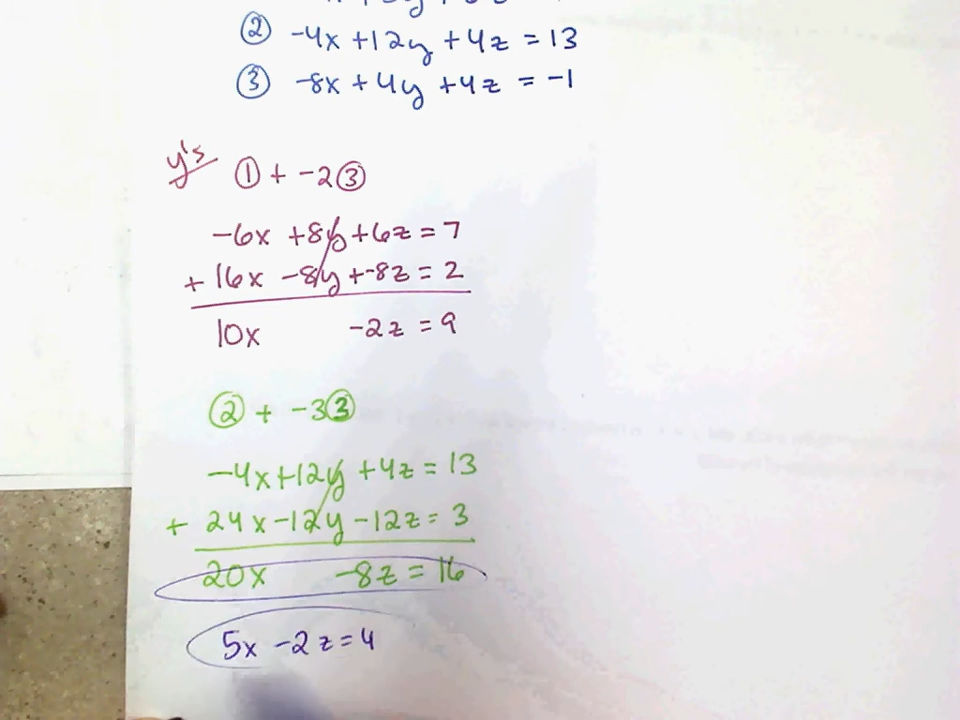 ② -4x +12y +4z = 13
③ -8x + 4y +4z = -1
y's ① + -2③
-6x +8y +6z = 7
+ 16x -8y +-8z = 2
10x -2z = 9
② + -3③
-4x+12y +4z = 13
+ 24x -12y -12z = 3
20x -8z = 16
5x -2z = 4